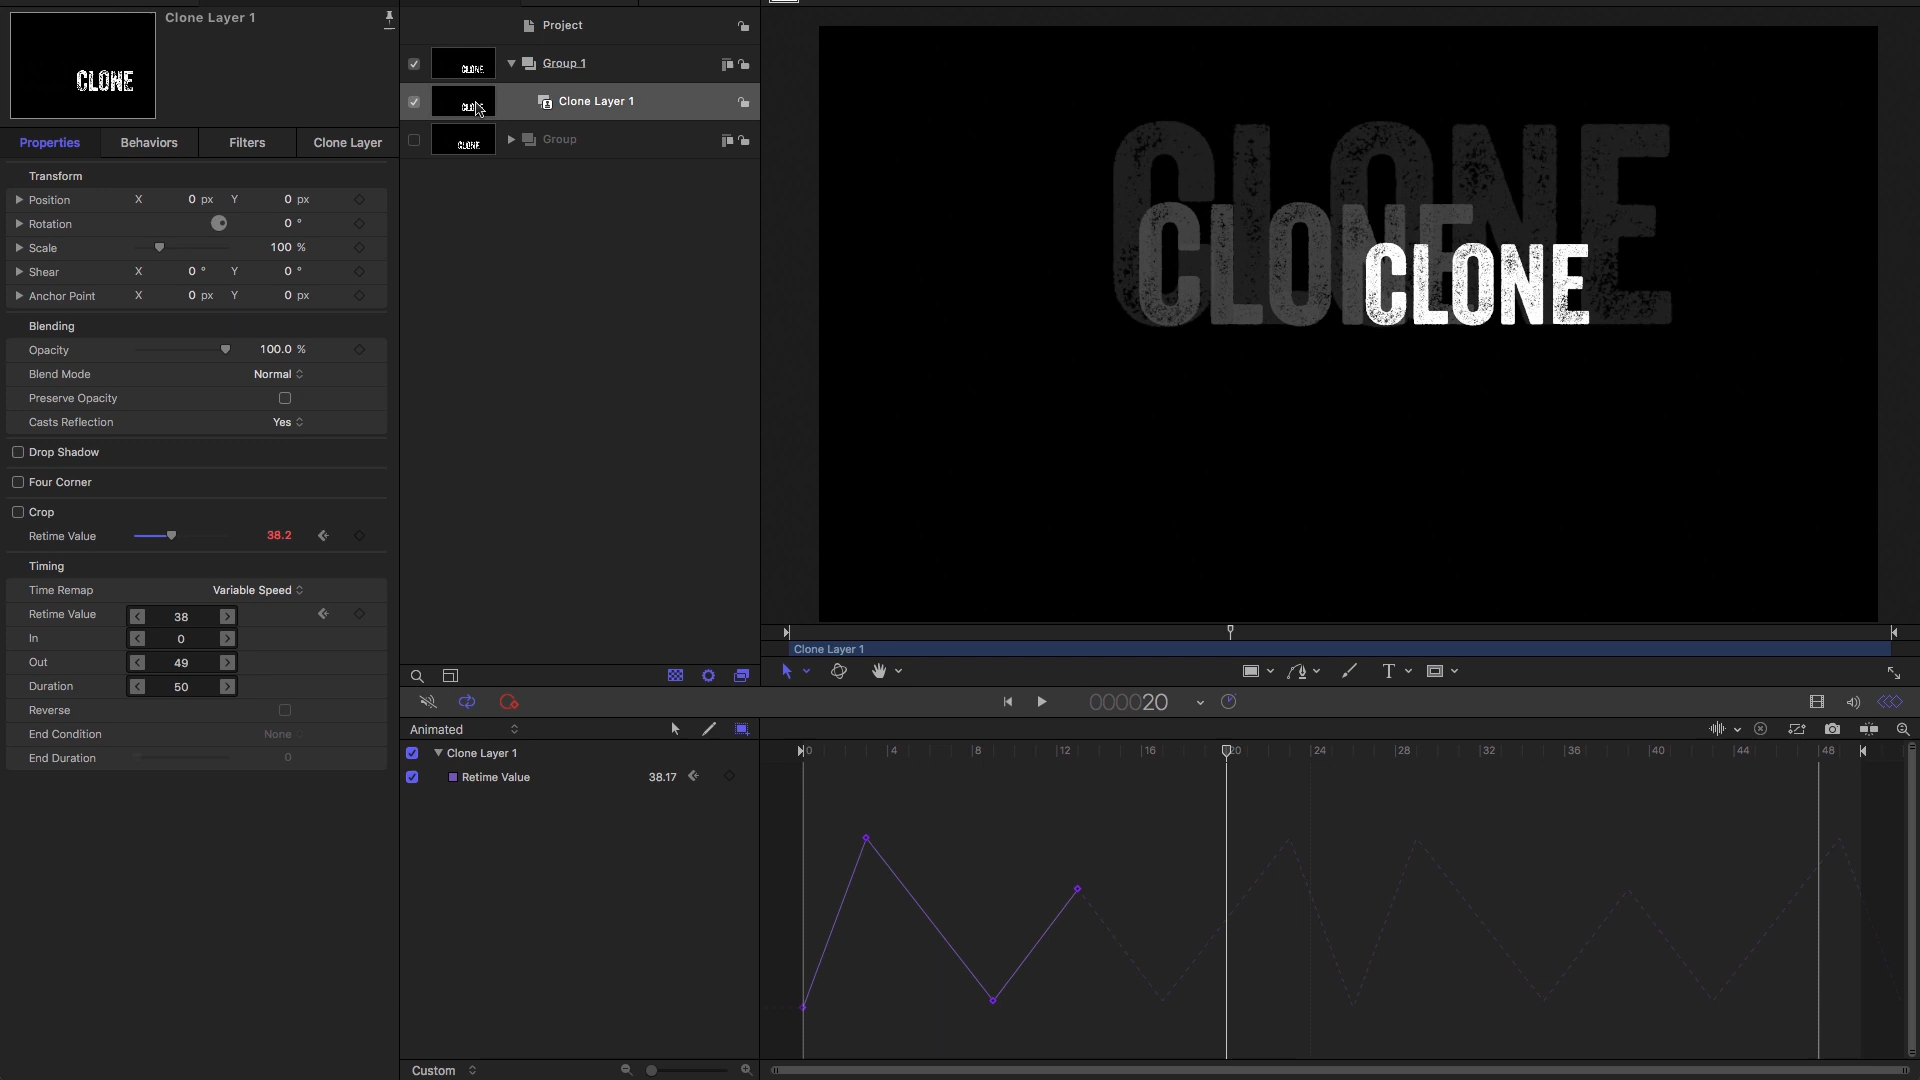 Clone Layer 1
CLONE
Properties
Behaviors
Filters
Clone Layer
Transform
Position X 0 px Y 0 px
Rotation 0 °
Scale 100 %
Shear X 0 ° Y 0 °
Anchor Point X 0 px Y 0 px
Blending
Opacity 100.0 %
Blend Mode Normal
Preserve Opacity
Casts Reflection Yes
Drop Shadow
Four Corner
Crop
Retime Value 38.2
Timing
Time Remap Variable Speed
Retime Value 38
In 0
Out 49
Duration 50
Reverse
End Condition None
End Duration 0
Project
CLONE Group 1
Clone Layer 1
CLONE Group
CLONE
CLONE
CLONE
Clone Layer 1
T
000020
Animated
Clone Layer 1
Retime Value 38.17
0 4 8 12 16 20 24 28 32 36 40 44 48
Custom